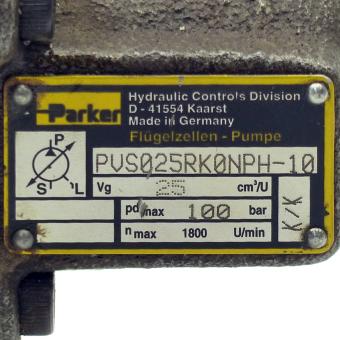 Parker
Hydraulic Controls Division
D - 41554 Kaarst
Made in Germany
Flügelzellen - Pumpe
P
S L
PVS025RK0NPH-10
Vg 25 cm³/U
pd max 100 bar
n max 1800 U/min
K/K